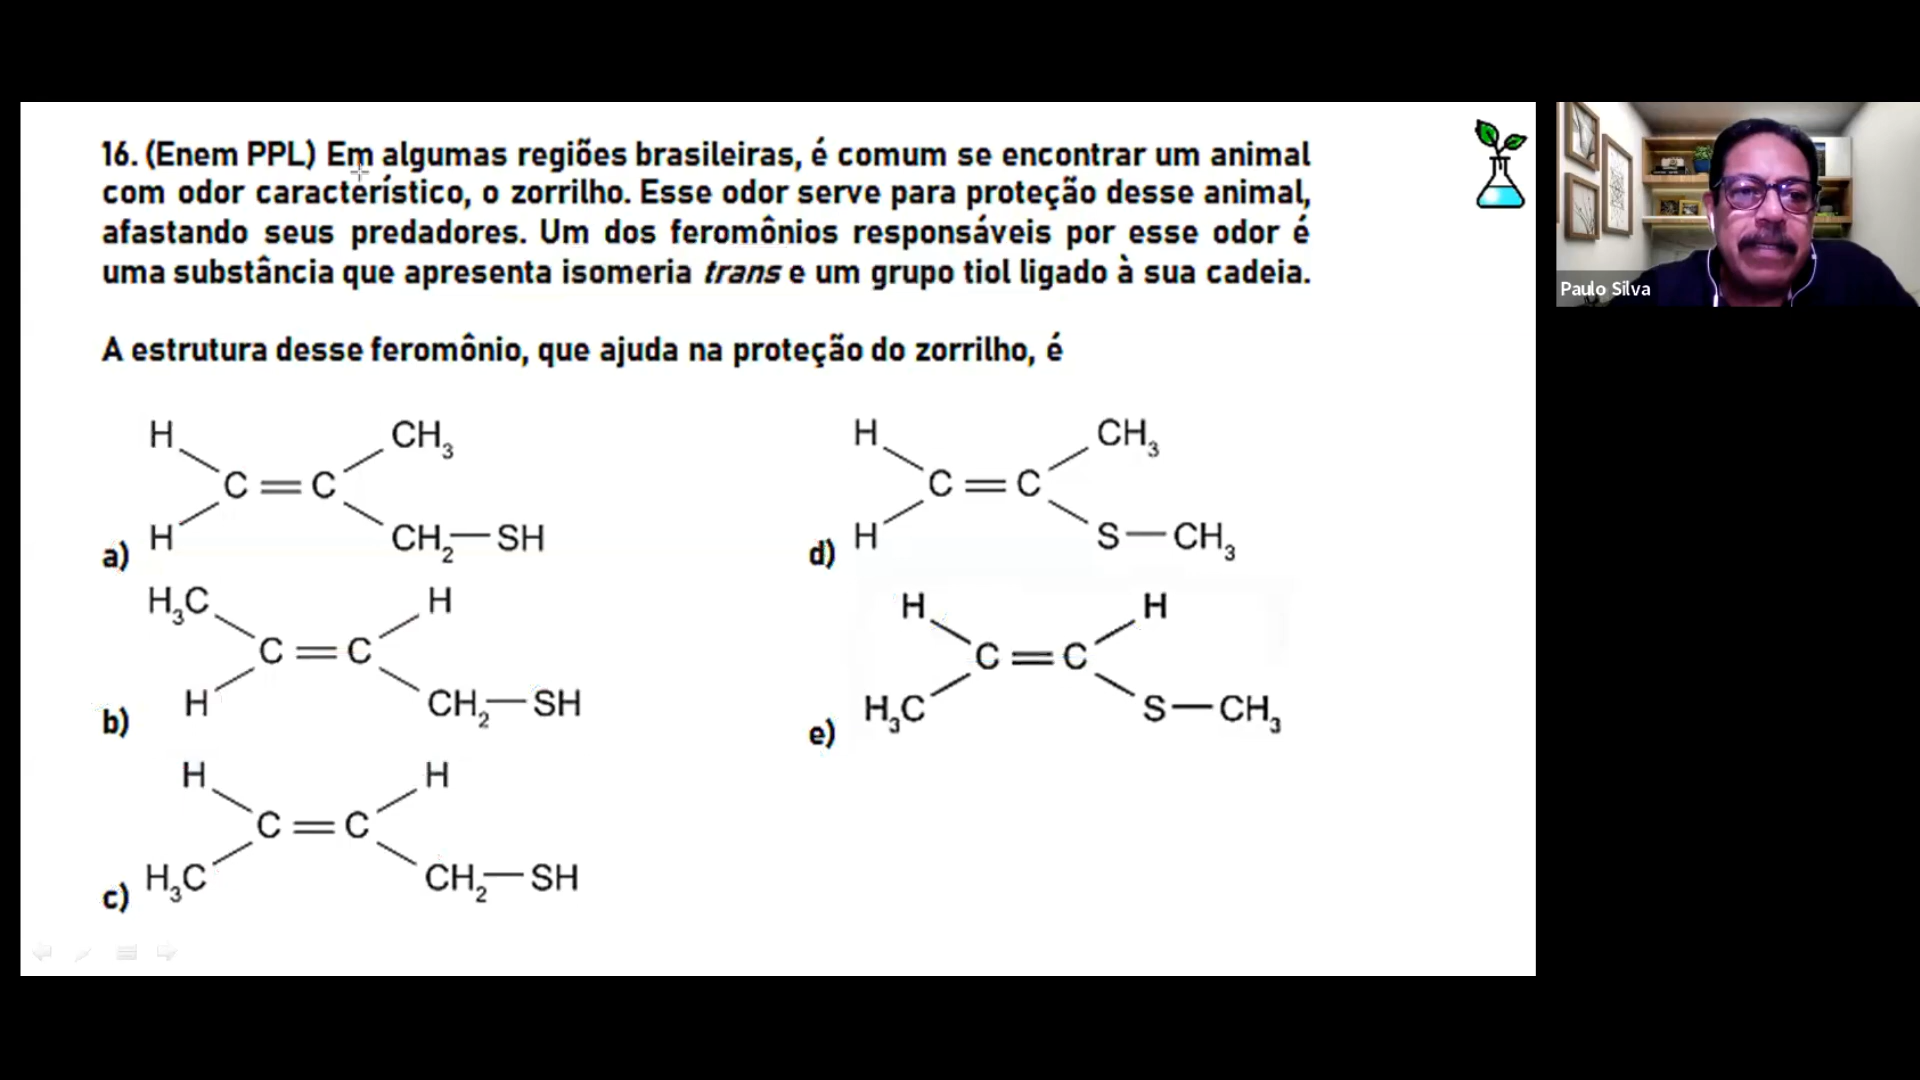 16. (Enem PPL) Em algumas regiões brasileiras, é comum se encontrar um animal
com odor característico, o zorrilho. Esse odor serve para proteção desse animal,
afastando seus predadores. Um dos feromônios responsáveis por esse odor é
uma substância que apresenta isomeria trans e um grupo tiol ligado à sua cadeia.
A estrutura desse feromônio, que ajuda na proteção do zorrilho, é
H CH₃
C=C
a) H CH₂—SH
H₃C H
C=C
b) H CH₂—SH
H H
C=C
c) H₃C CH₂—SH
H CH₃
C=C
d) H S—CH₃
H H
C=C
e) H₃C S—CH₃
Paulo Silva